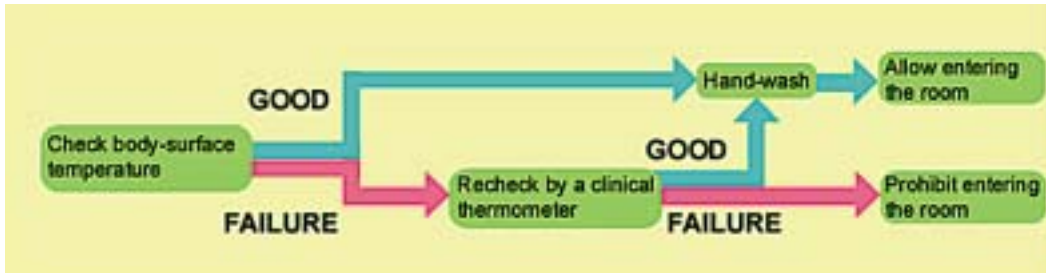 Check body-surface
temperature
GOOD
FAILURE
Recheck by a clinical
thermometer
GOOD
FAILURE
Hand-wash
Allow entering
the room
Prohibit entering
the room